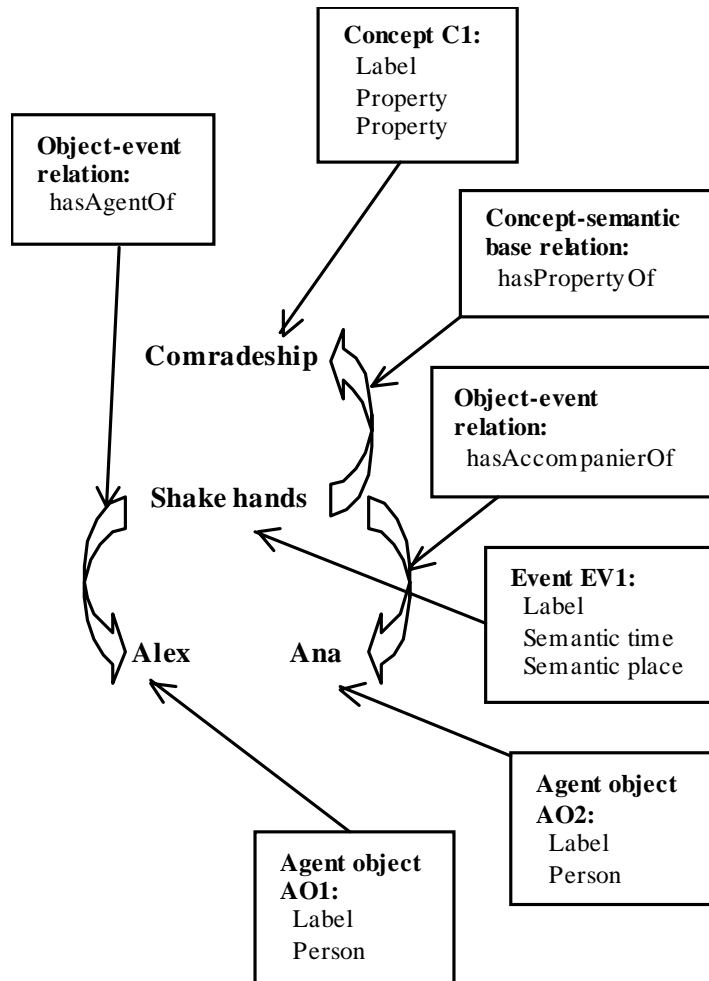 Concept C1:
Label
Property
Property
Object-event
relation:
hasAgentOf
Concept-semantic
base relation:
hasPropertyOf
Comradeship
Object-event
relation:
hasAccompanierOf
Shake hands
Event EV1:
Label
Semantic time
Semantic place
Alex
Ana
Agent object
AO2:
Label
Person
Agent object
AO1:
Label
Person